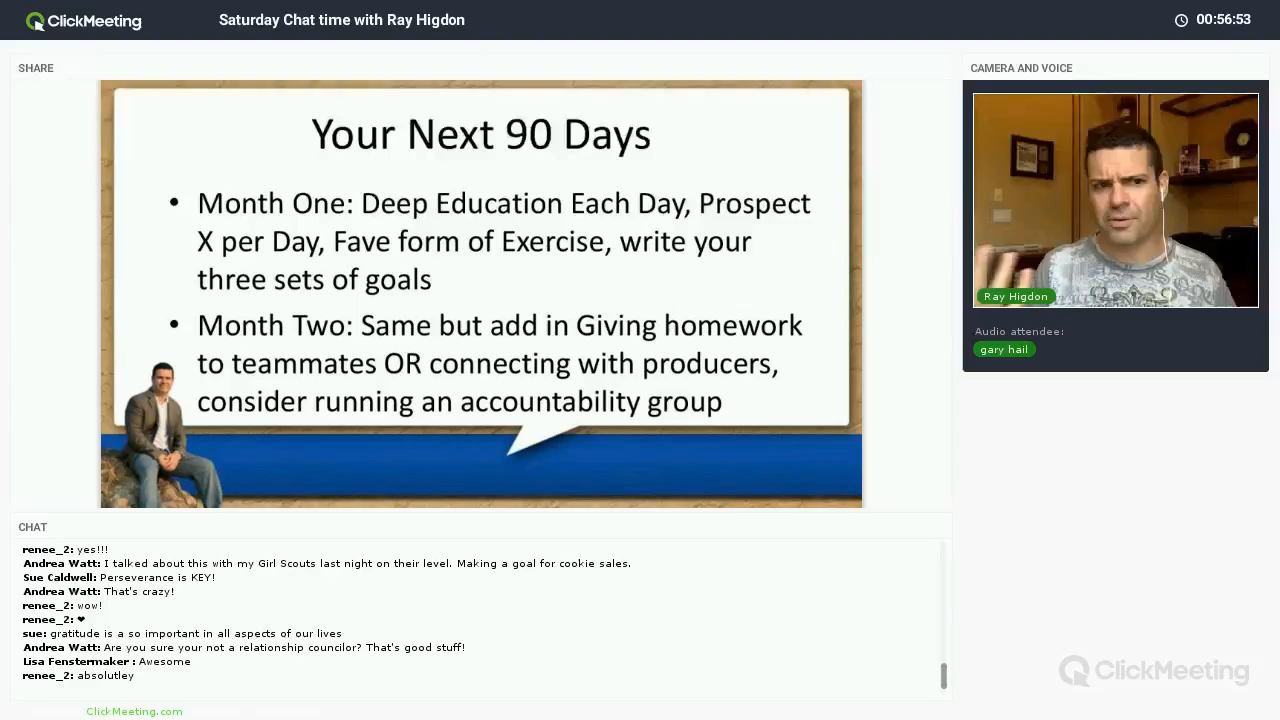 ClickMeeting
Saturday Chat time with Ray Higdon
00:56:53
SHARE
CAMERA AND VOICE
Your Next 90 Days
• Month One: Deep Education Each Day, Prospect
X per Day, Fave form of Exercise, write your
three sets of goals
• Month Two: Same but add in Giving homework
to teammates OR connecting with producers,
consider running an accountability group
Ray Higdon
Audio attendee:
gary hail
CHAT
renee_2: yes!!!
Andrea Watt: I talked about this with my Girl Scouts last night on their level. Making a goal for cookie sales.
Sue Caldwell: Perseverance is KEY!
Andrea Watt: That's crazy!
renee_2: wow!
renee_2: ❤
sue: gratitude is a so important in all aspects of our lives
Andrea Watt: Are you sure your not a relationship councilor? That's good stuff!
Lisa Fenstermaker : Awesome
renee_2: absolutley
ClickMeeting
ClickMeeting.com